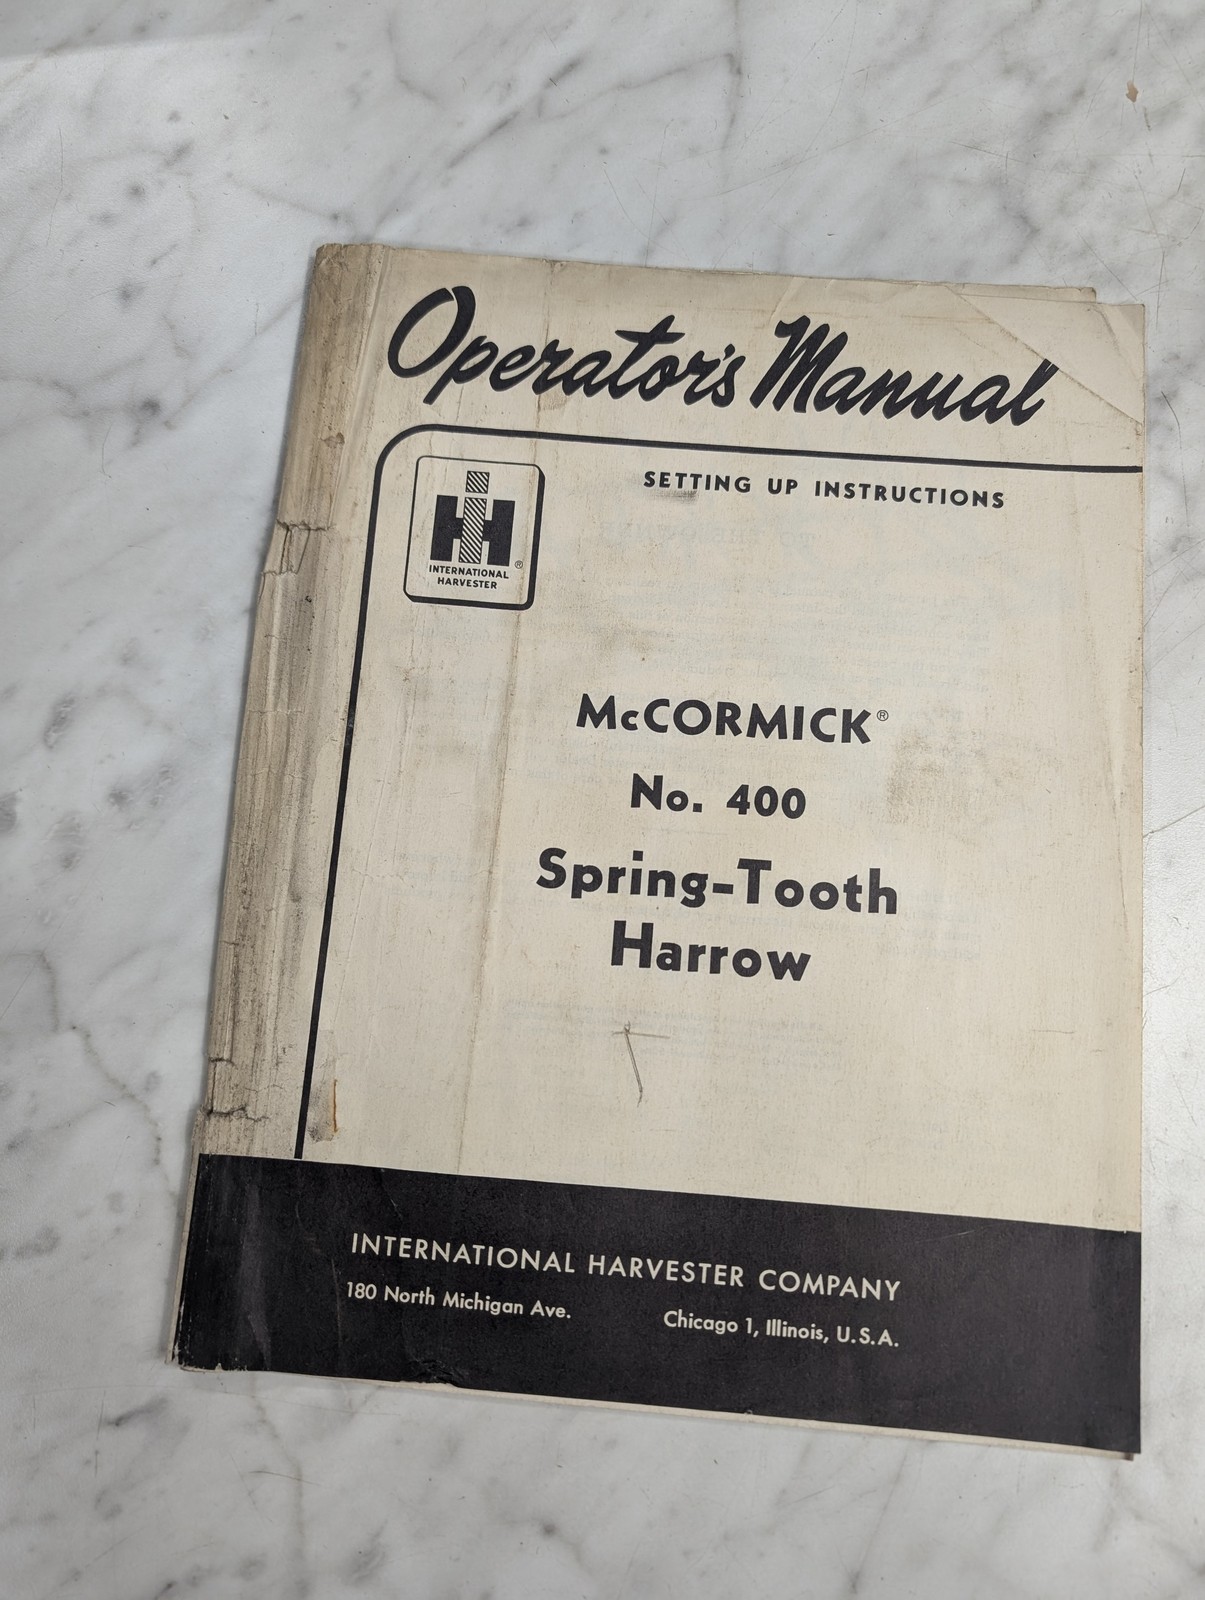 Operator's Manual
SETTING UP INSTRUCTIONS
IH
®
INTERNATIONAL
HARVESTER
McCORMICK®
No. 400
Spring-Tooth
Harrow
INTERNATIONAL HARVESTER COMPANY
180 North Michigan Ave. Chicago 1, Illinois, U.S.A.